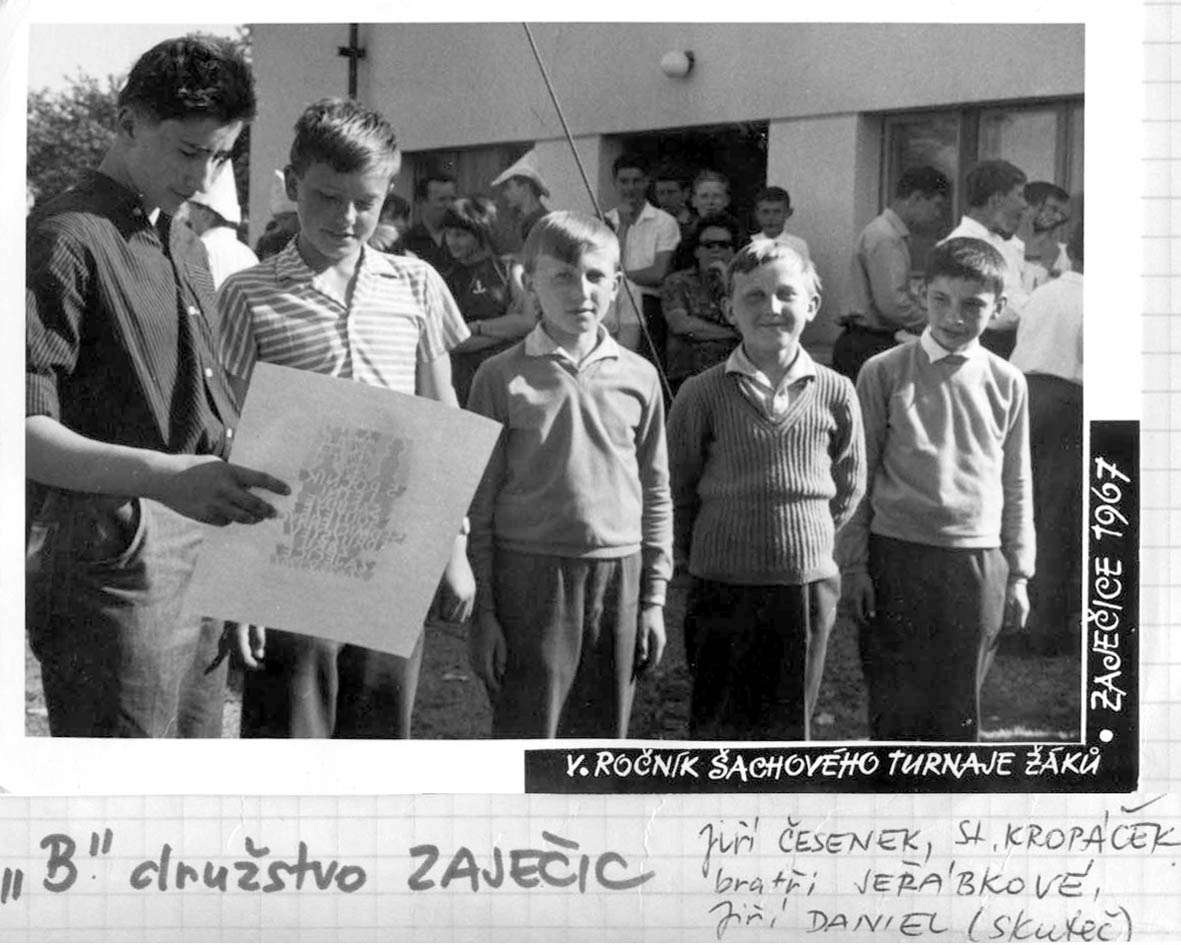 V. ROČNÍK ŠACHOVÉHO TURNAJE ŽÁKŮ • ZAJEČICE 1967
„B" družstvo ZAJEČIC
Jiří ČESENEK, St. KROPÁČEK
bratři JEŘÁBKOVÉ,
Jiří DANIEL (Skuteč)